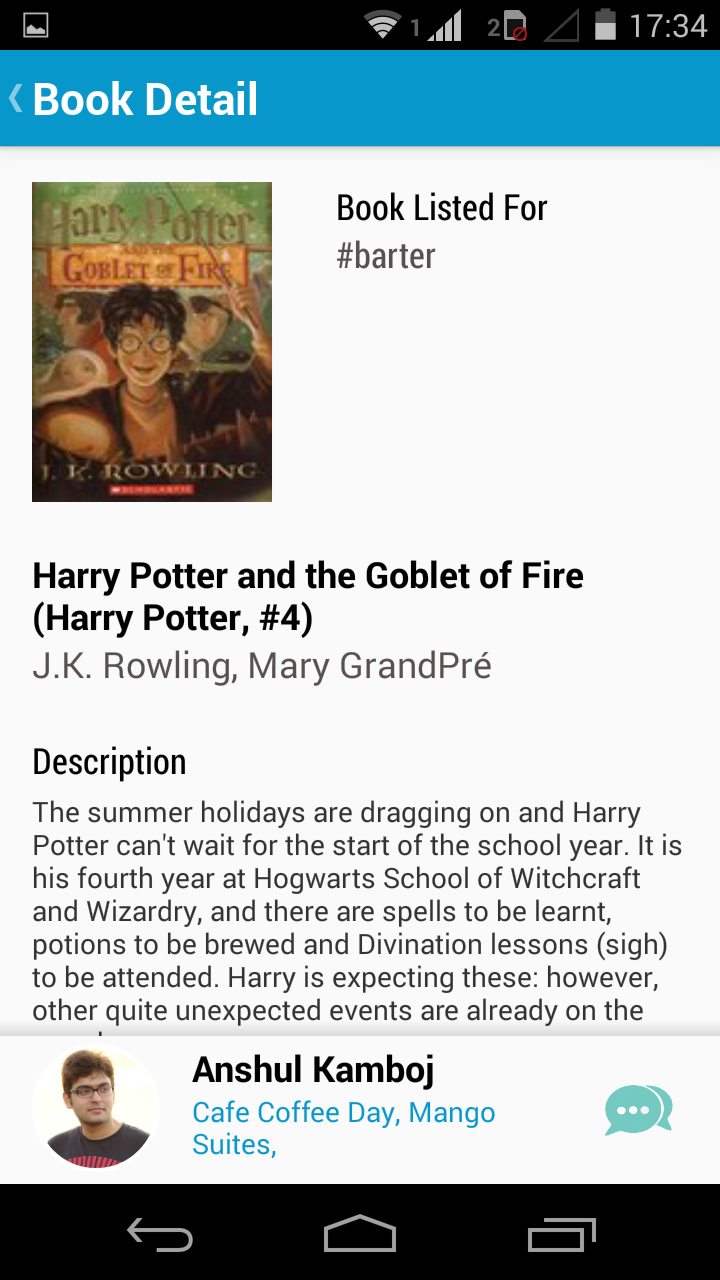 1 2 17:34
Book Detail
Harry Potter
AND THE
GOBLET OF FIRE
J. K. ROWLING
SCHOLASTIC
Book Listed For
#barter
Harry Potter and the Goblet of Fire
(Harry Potter, #4)
J.K. Rowling, Mary GrandPré
Description
The summer holidays are dragging on and Harry
Potter can't wait for the start of the school year. It is
his fourth year at Hogwarts School of Witchcraft
and Wizardry, and there are spells to be learnt,
potions to be brewed and Divination lessons (sigh)
to be attended. Harry is expecting these: however,
other quite unexpected events are already on the
Anshul Kamboj
Cafe Coffee Day, Mango
Suites,